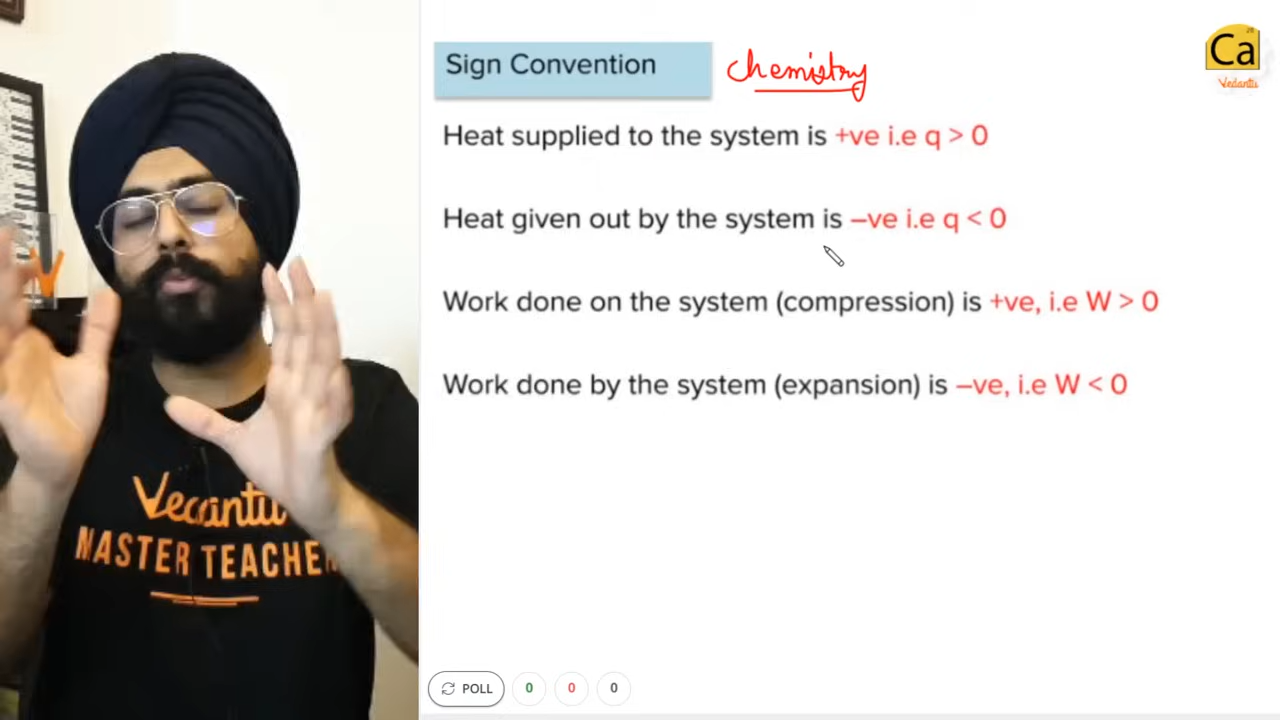 Sign Convention chemistry
Ca
20
Vedantu
Heat supplied to the system is +ve i.e q > 0
Heat given out by the system is –ve i.e q < 0
Work done on the system (compression) is +ve, i.e W > 0
Work done by the system (expansion) is –ve, i.e W < 0
Vedantu
MASTER TEACHER
POLL 0 0 0